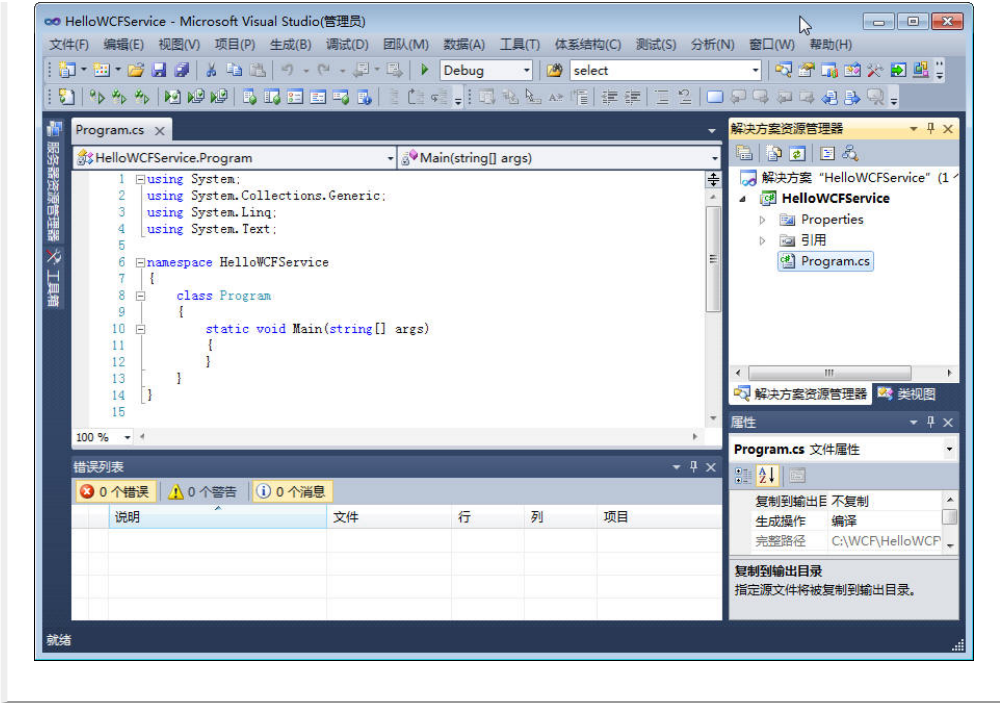 HelloWCFService - Microsoft Visual Studio(管理员)
文件(F) 编辑(E) 视图(V) 项目(P) 生成(B) 调试(D) 团队(M) 数据(A) 工具(T) 体系结构(C) 测试(S) 分析(N) 窗口(W) 帮助(H)
Debug select
服务器资源管理器
工具箱
Program.cs
HelloWCFService.Program Main(string[] args)
1 using System;
2 using System.Collections.Generic;
3 using System.Linq;
4 using System.Text;
5
6 namespace HelloWCFService
7 {
8 class Program
9 {
10 static void Main(string[] args)
11 {
12 }
13 }
14 }
15
100 %
错误列表
0 个错误 0 个警告 0 个消息
说明 文件 行 列 项目
解决方案资源管理器
解决方案 "HelloWCFService" (1
HelloWCFService
Properties
引用
Program.cs
解决方案资源管理器 类视图
属性
Program.cs 文件属性
复制到输出目 不复制
生成操作 编译
完整路径 C:\WCF\HelloWCF
复制到输出目录
指定源文件将被复制到输出目录。
就绪